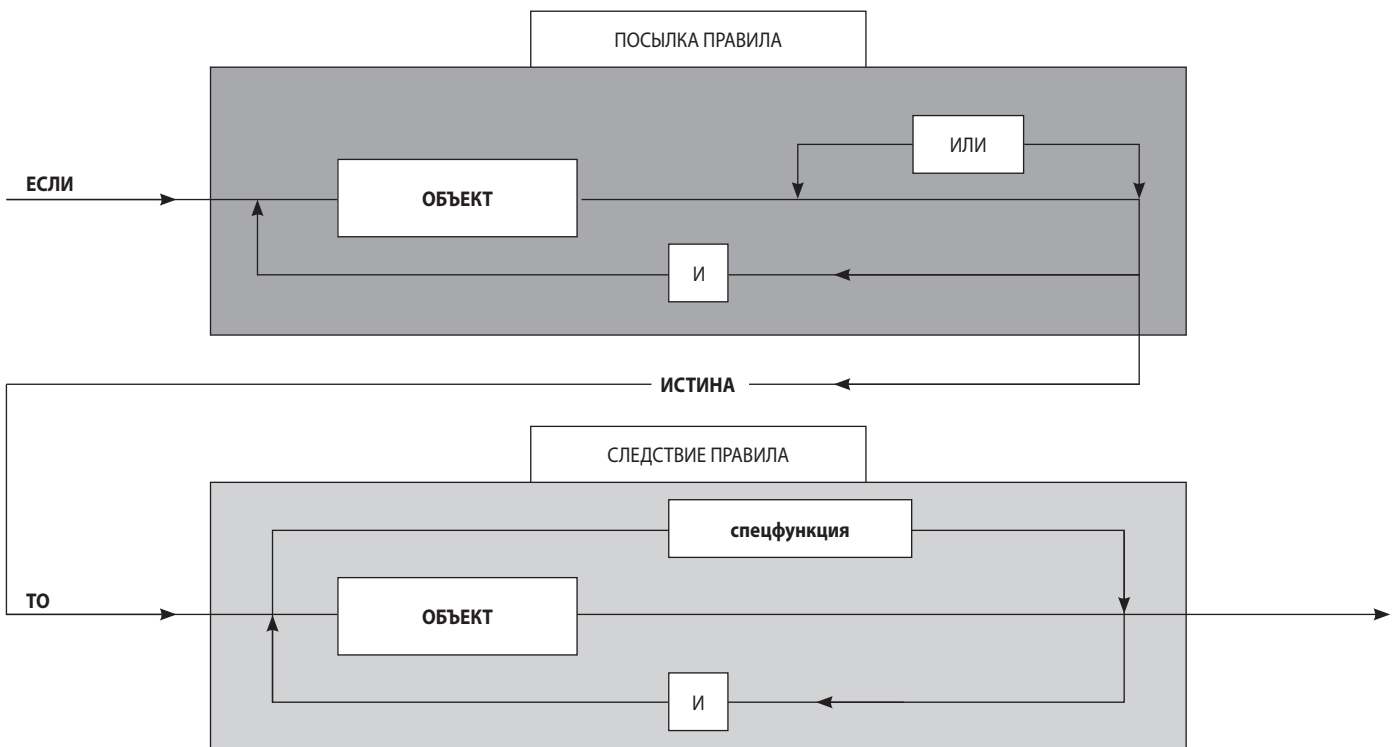 ПОСЫЛКА ПРАВИЛА
ИЛИ
ЕСЛИ
ОБЪЕКТ
И
ИСТИНА
СЛЕДСТВИЕ ПРАВИЛА
спецфункция
ТО
ОБЪЕКТ
И